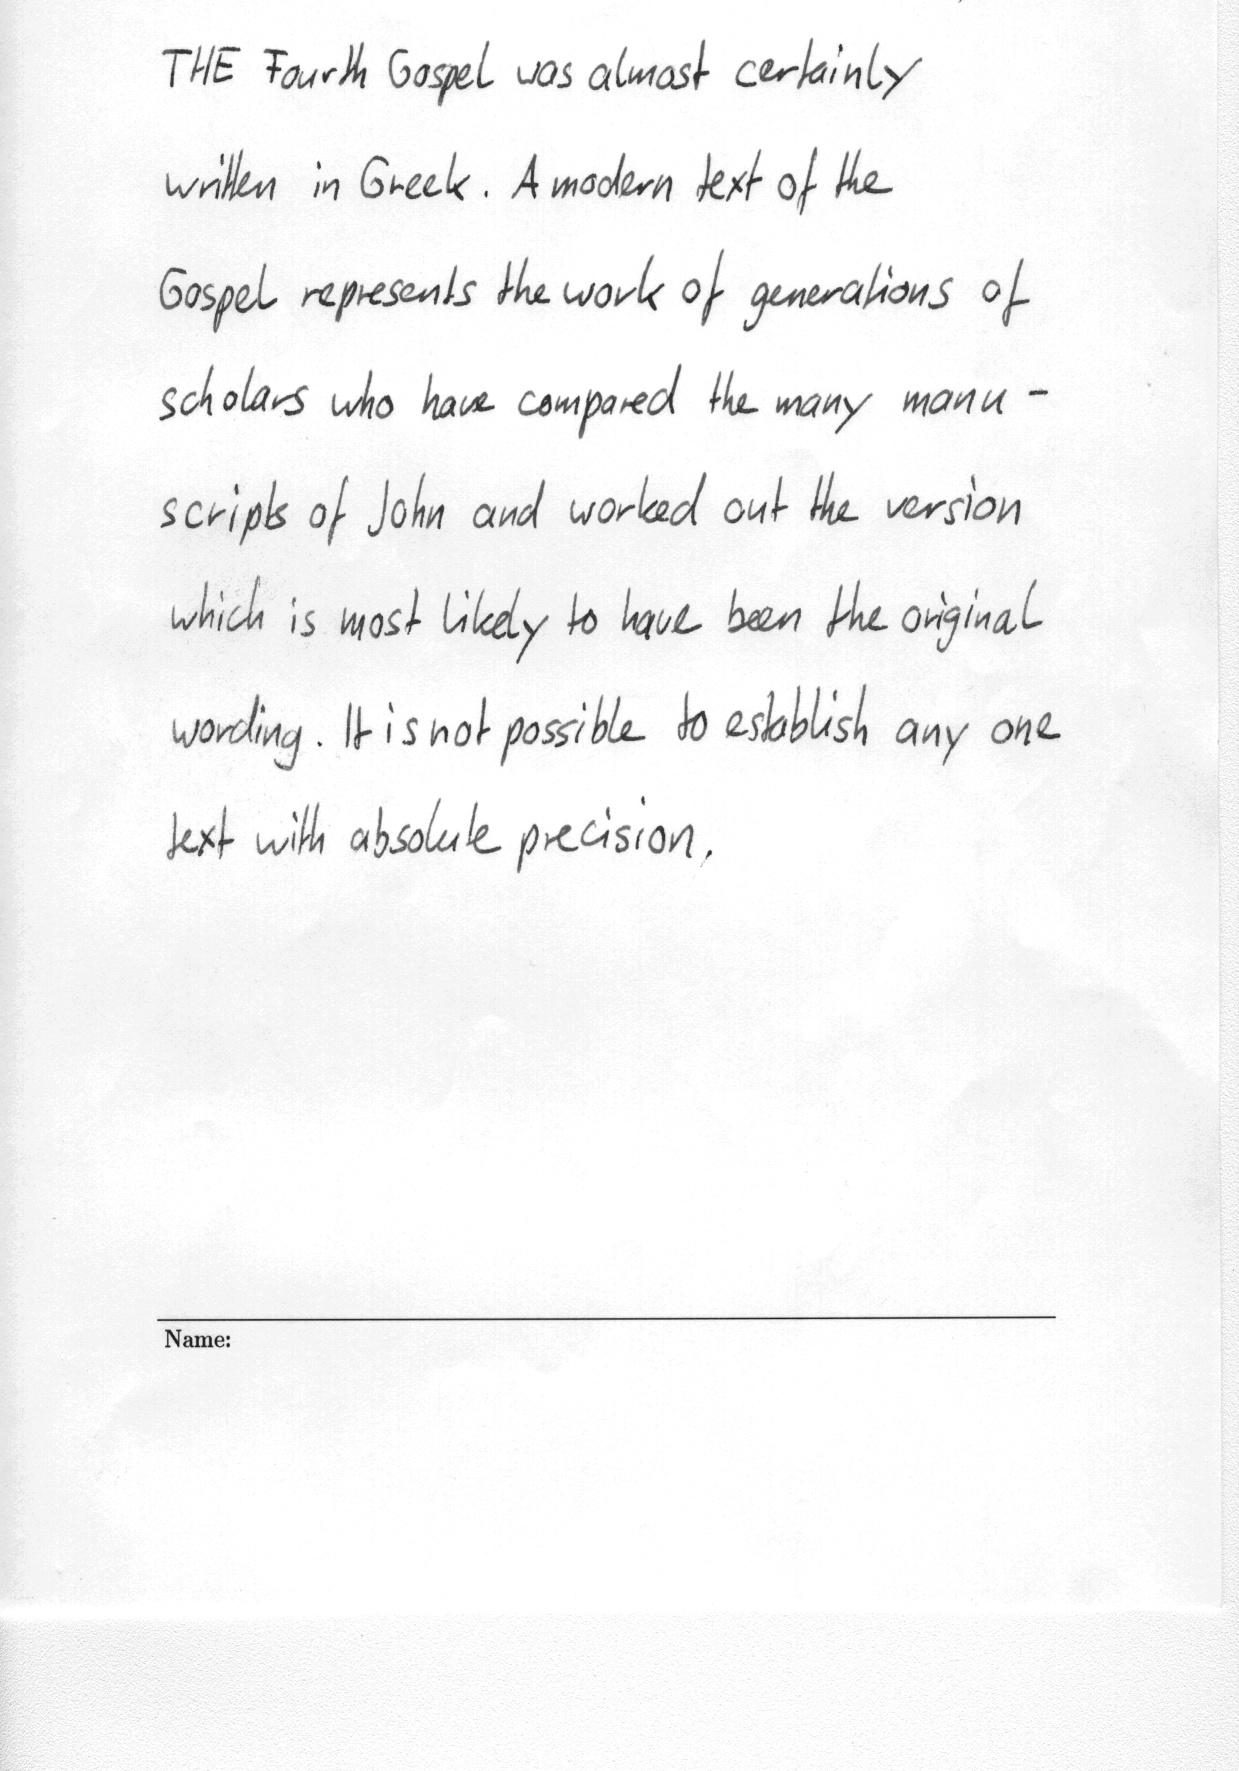 THE Fourth Gospel was almost certainly
written in Greek. A modern text of the
Gospel represents the work of generations of
scholars who have compared the many manu-
scripts of John and worked out the version
which is most likely to have been the original
wording. It is not possible to establish any one
text with absolute precision.
Name: